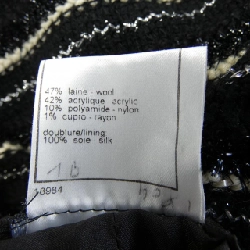 47% laine - wool
42% acrylique acrylic
10% polyamide - nylon
1% cupro - rayon
doublure/lining
100% soie silk